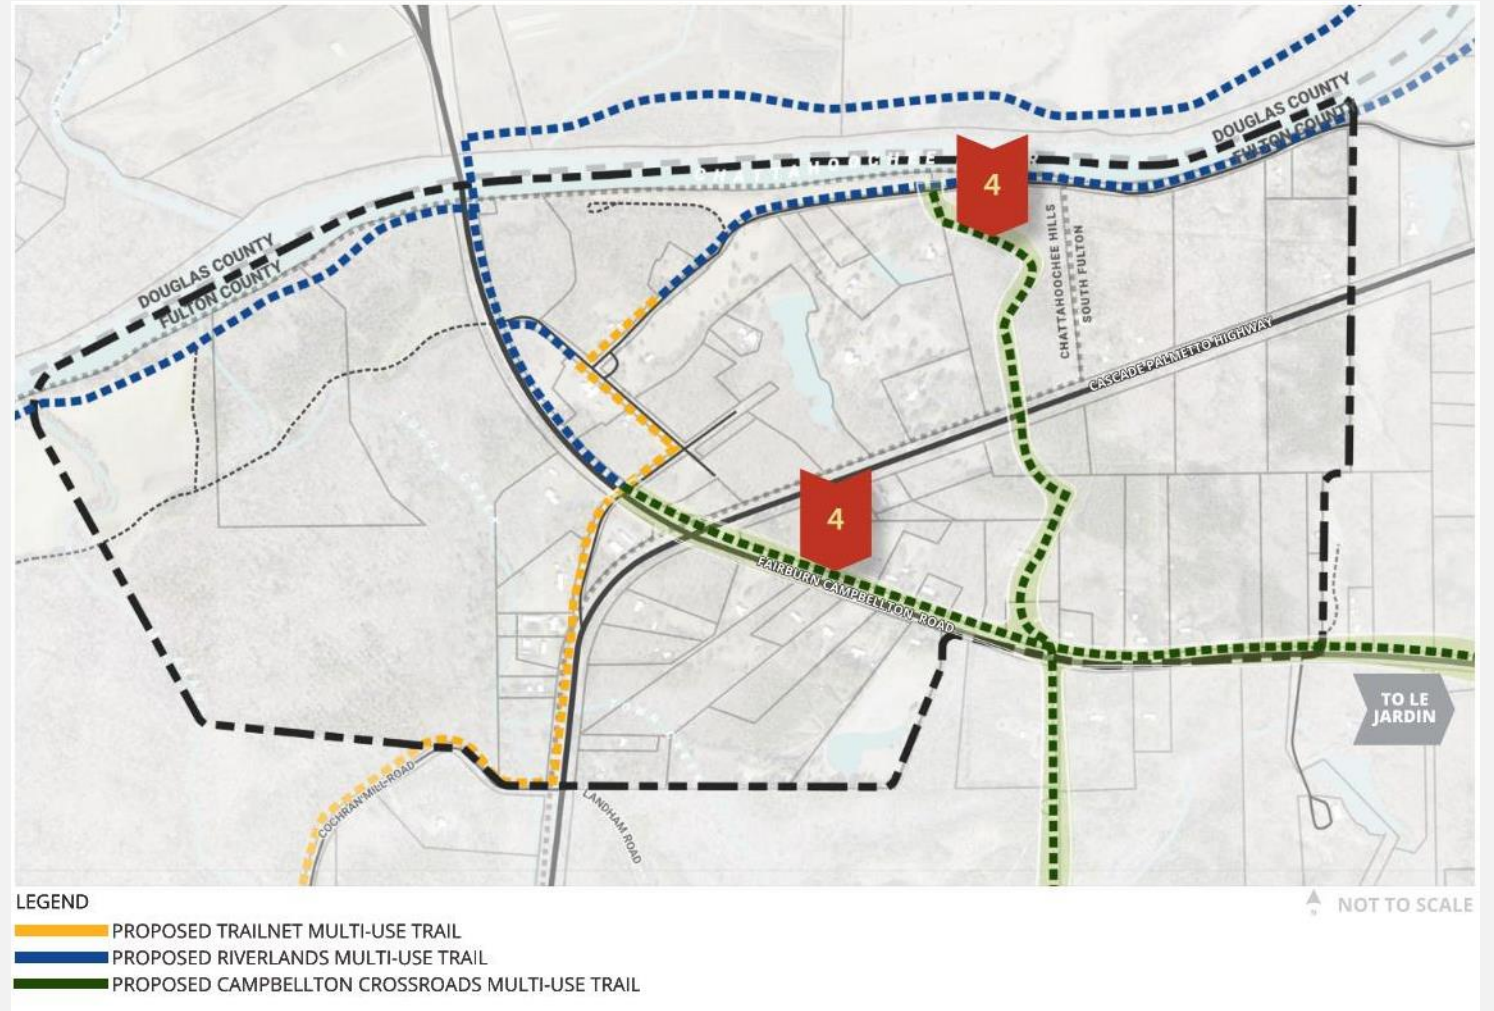 DOUGLAS COUNTY
FULTON COUNTY
CHATTAHOOCHEE
4
DOUGLAS COUNTY
FULTON COUNTY
CHATTAHOOCHEE HILLS
SOUTH FULTON
CASCADE PALMETTO HIGHWAY
4
FAIRBURN CAMPBELLTON ROAD
TO LE
JARDIN
COCHRAN MILL ROAD
LANDHAM ROAD
LEGEND
NOT TO SCALE
PROPOSED TRAILNET MULTI-USE TRAIL
PROPOSED RIVERLANDS MULTI-USE TRAIL
PROPOSED CAMPBELLTON CROSSROADS MULTI-USE TRAIL